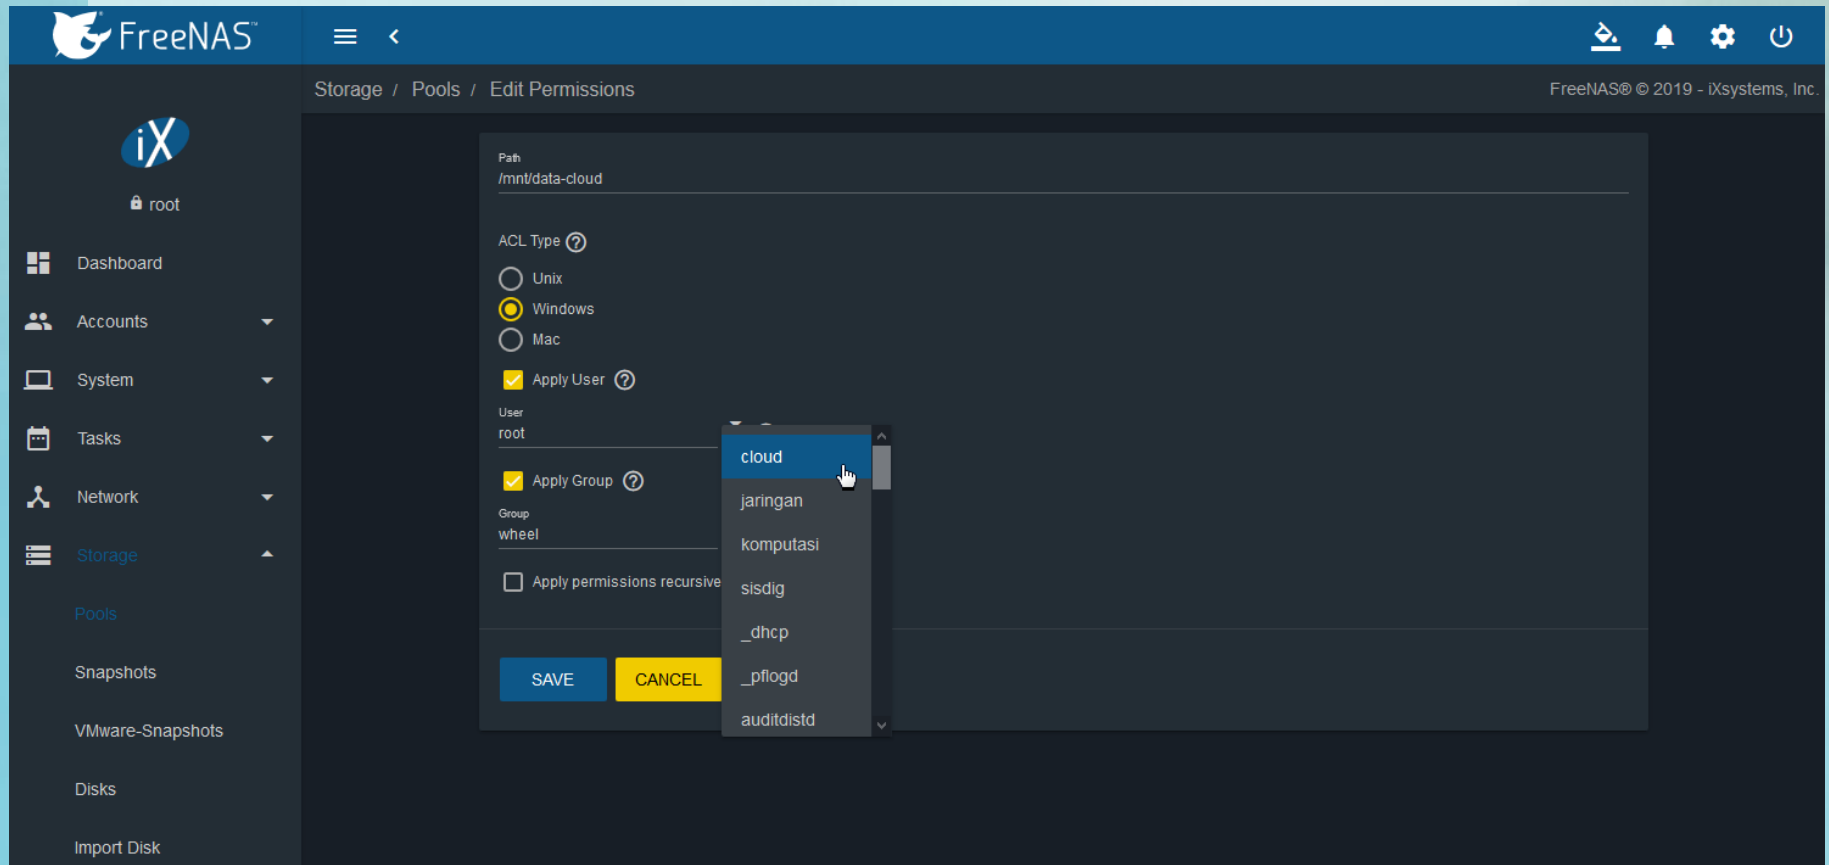 FreeNAS™
Storage / Pools / Edit Permissions
FreeNAS® © 2019 - iXsystems, Inc.
iX
root
Dashboard
Accounts
System
Tasks
Network
Storage
Pools
Snapshots
VMware-Snapshots
Disks
Import Disk
Path
/mnt/data-cloud
ACL Type
Unix
Windows
Mac
Apply User
User
root
Apply Group
Group
wheel
Apply permissions recursive
SAVE CANCEL
cloud
jaringan
komputasi
sisdig
_dhcp
_pflogd
auditdistd